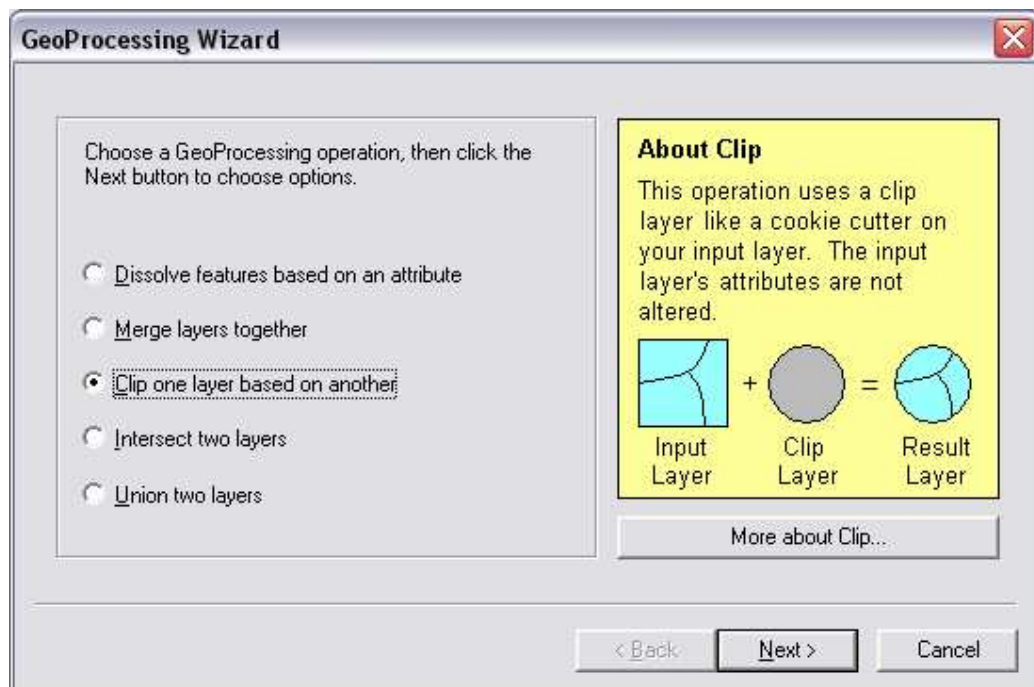 GeoProcessing Wizard
Choose a GeoProcessing operation, then click the
Next button to choose options.
Dissolve features based on an attribute
Merge layers together
Clip one layer based on another
Intersect two layers
Union two layers
About Clip
This operation uses a clip
layer like a cookie cutter on
your input layer. The input
layer's attributes are not
altered.
+ =
Input Layer
Clip Layer
Result Layer
More about Clip...
< Back
Next >
Cancel